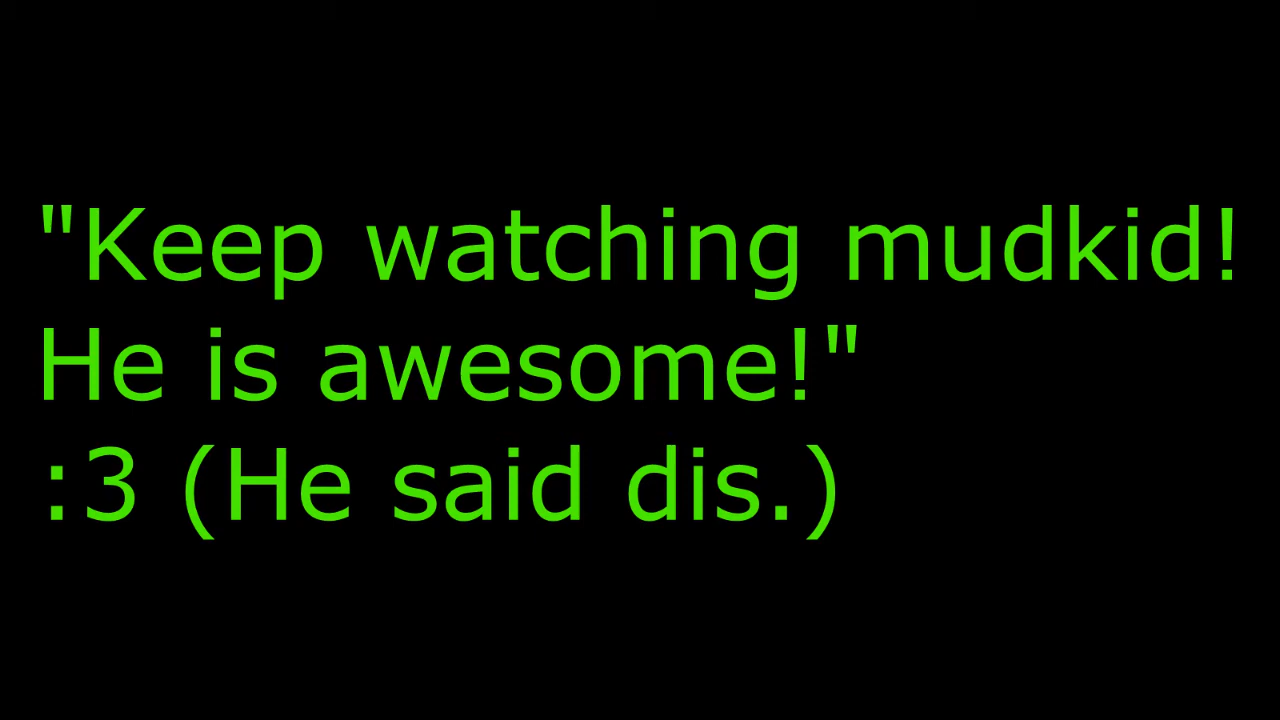 "Keep watching mudkid!
He is awesome!"
:3 (He said dis.)